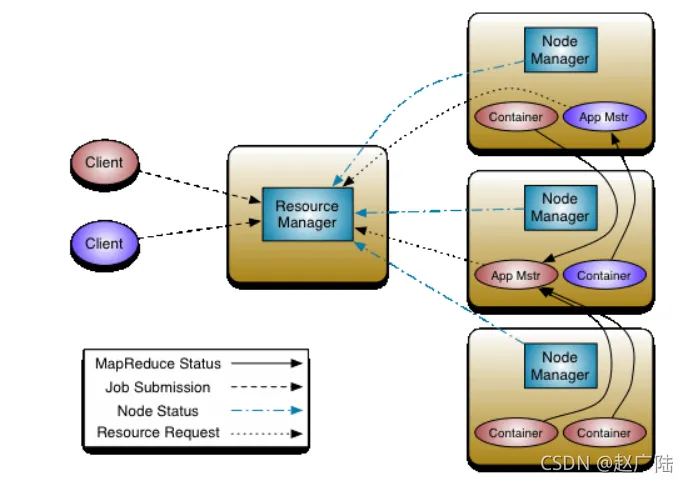 Node
Manager
Container
App Mstr
Client
Resource
Manager
Node
Manager
Client
App Mstr
Container
MapReduce Status
Job Submission
Node Status
Resource Request
Node
Manager
Container
Container
CSDN @赵广陆